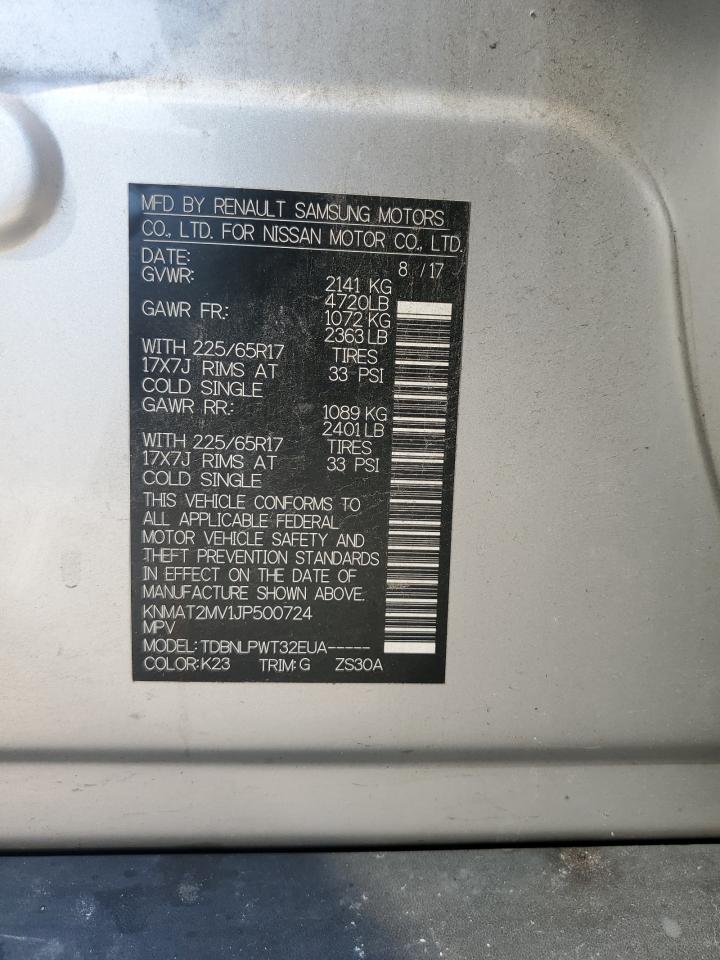 MFD BY RENAULT SAMSUNG MOTORS
CO., LTD. FOR NISSAN MOTOR CO., LTD.
DATE: 8 /17
GVWR: 2141 KG
4720LB
GAWR FR: 1072 KG
2363 LB
WITH 225/65R17 TIRES
17X7J RIMS AT 33 PSI
COLD SINGLE
GAWR RR: 1089 KG
2401 LB
WITH 225/65R17 TIRES
17X7J RIMS AT 33 PSI
COLD SINGLE
THIS VEHICLE CONFORMS TO
ALL APPLICABLE FEDERAL
MOTOR VEHICLE SAFETY AND
THEFT PREVENTION STANDARDS
IN EFFECT ON THE DATE OF
MANUFACTURE SHOWN ABOVE.
KNMAT2MV1JP500724
MPV
MODEL: TDBNLPWT32EUA-----
COLOR: K23 TRIM: G ZS30A